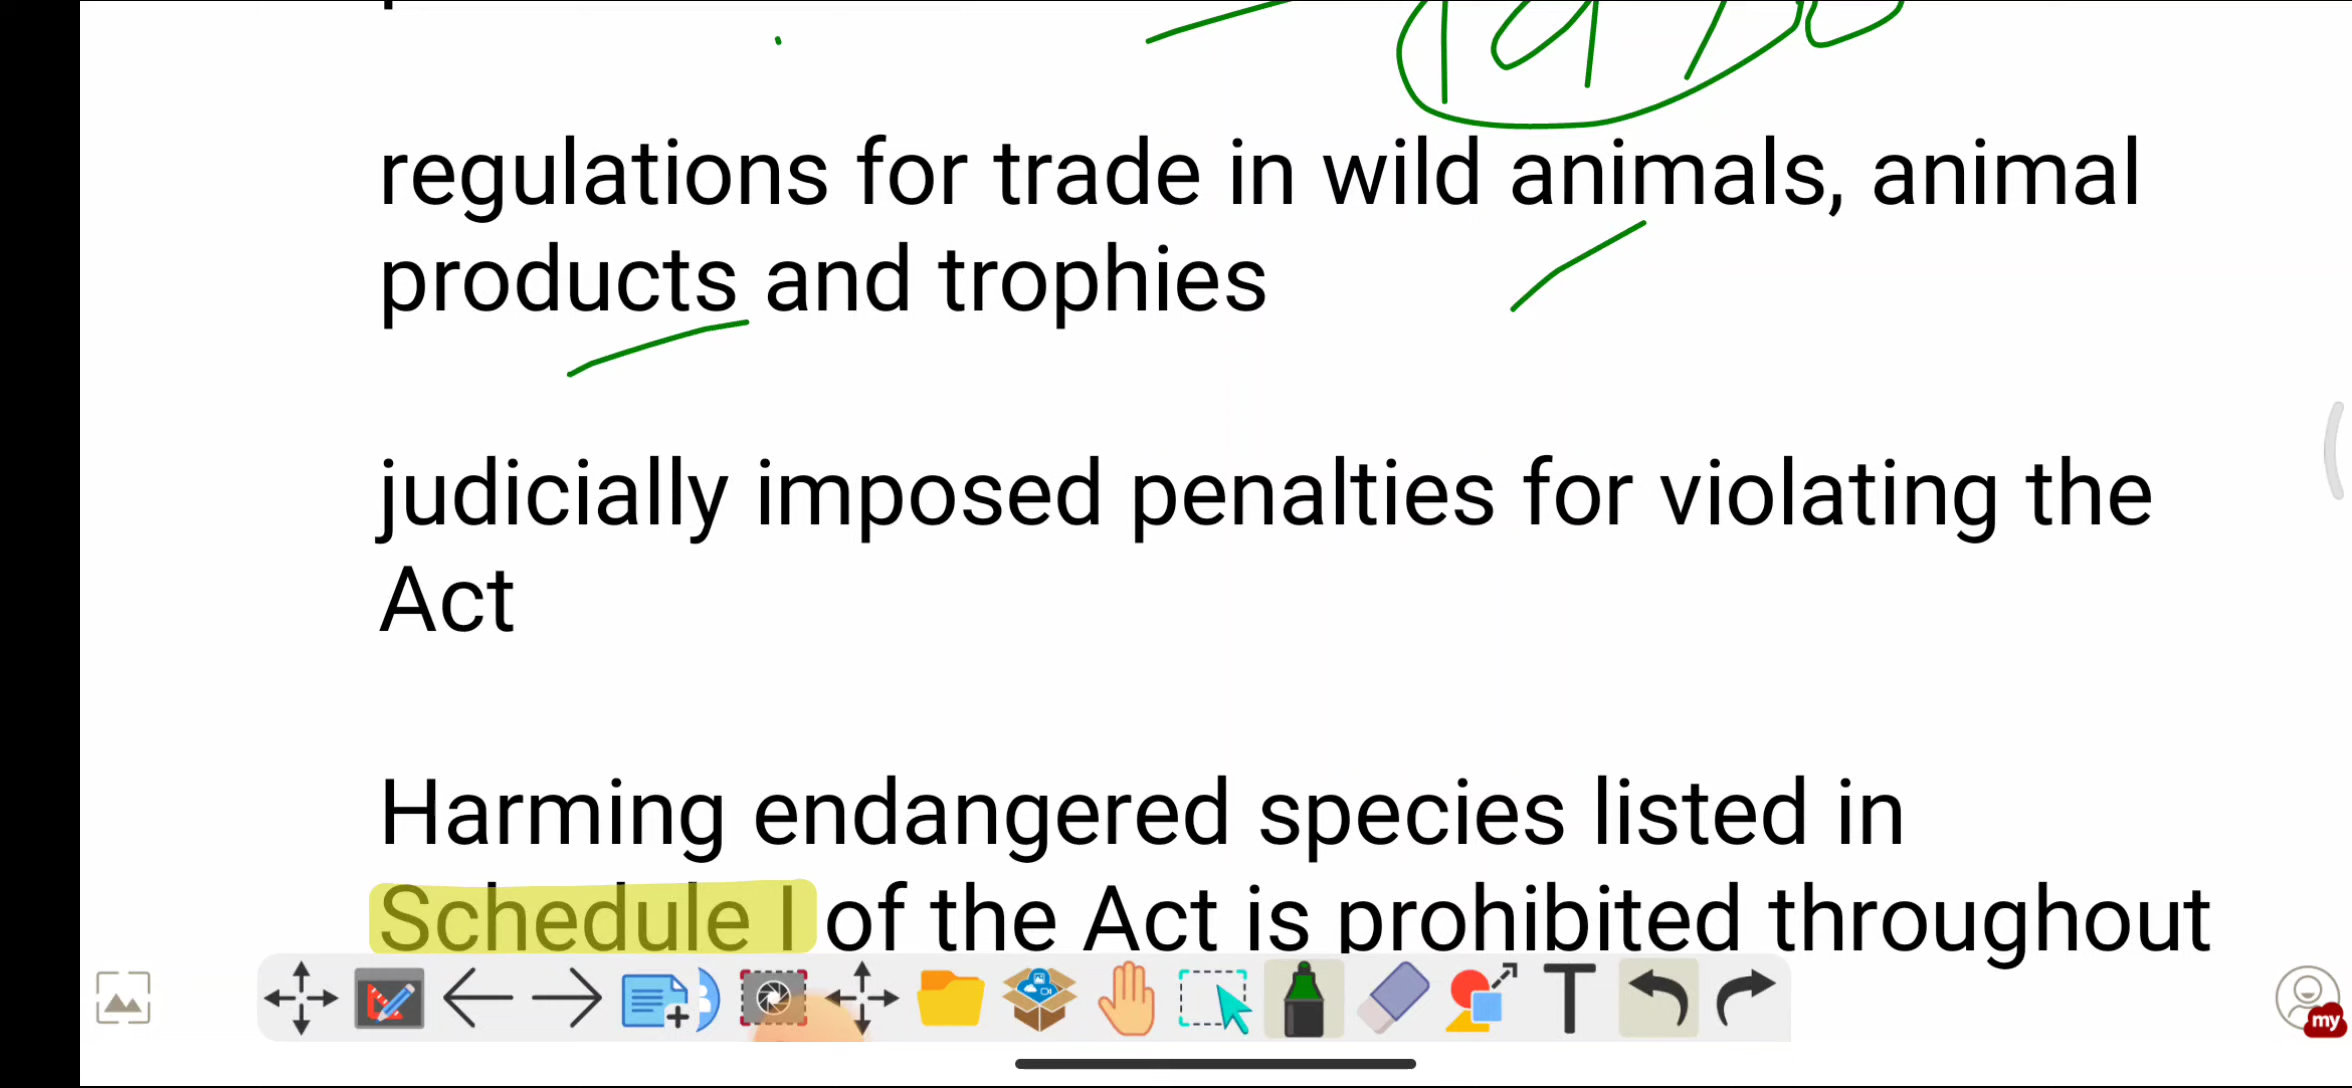 regulations for trade in wild animals, animal
products and trophies
judicially imposed penalties for violating the
Act
Harming endangered species listed in
Schedule I of the Act is prohibited throughout
T
my